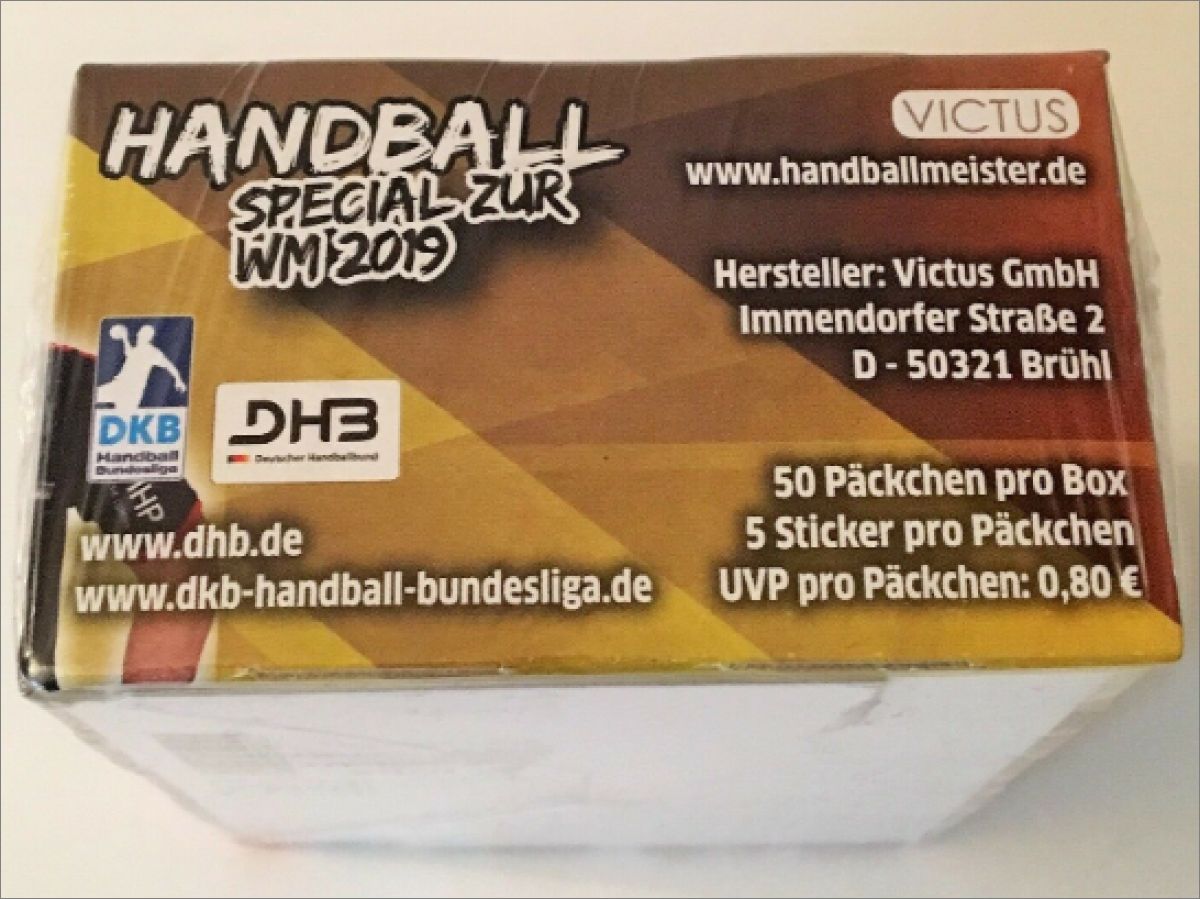 HANDBALL
SPECIAL ZUR
WM 2019
VICTUS
www.handballmeister.de
Hersteller: Victus GmbH
Immendorfer Straße 2
D - 50321 Brühl
DKB
Handball
Bundesliga
DHB
Deutscher Handballbund
IHP
www.dhb.de
www.dkb-handball-bundesliga.de
50 Päckchen pro Box
5 Sticker pro Päckchen
UVP pro Päckchen: 0,80 €